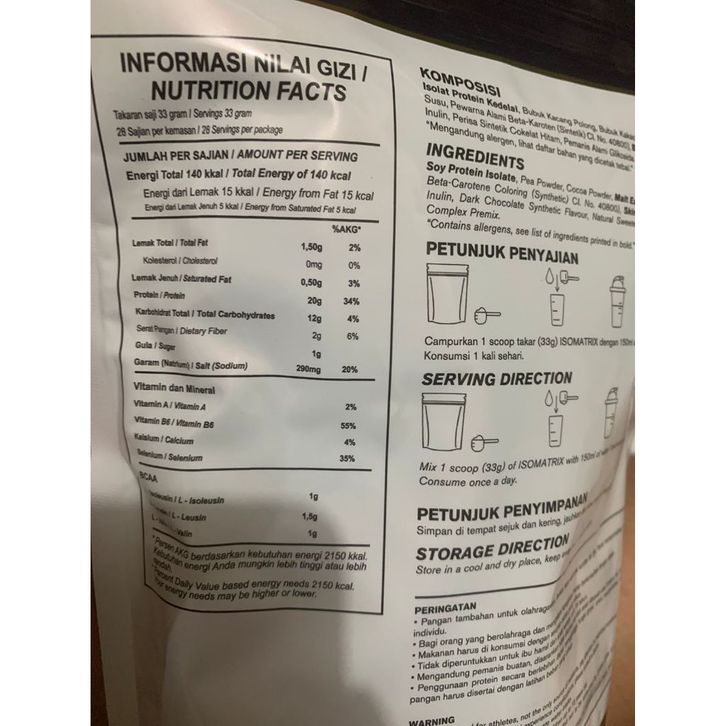 INFORMASI NILAI GIZI /
NUTRITION FACTS
Takaran saji 33 gram / Servings 33 gram
28 Sajian per kemasan / 28 Servings per package
JUMLAH PER SAJIAN / AMOUNT PER SERVING
Energi Total 140 kkal / Total Energy of 140 kcal
Energi dari Lemak 15 kkal / Energy from Fat 15 kcal
Energi dari Lemak Jenuh 5 kkal / Energy from Saturated Fat 5 kcal
%AKG*
Lemak Total / Total Fat 1,50g 2%
Kolesterol / Cholesterol 0mg 0%
Lemak Jenuh / Saturated Fat 0,50g 3%
Protein / Protein 20g 34%
Karbohidrat Total / Total Carbohydrates 12g 4%
Serat Pangan / Dietary Fiber 2g 6%
Gula / Sugar 1g
Garam (Natrium) / Salt (Sodium) 290mg 20%
Vitamin dan Mineral
Vitamin A / Vitamin A 2%
Vitamin B6 / Vitamin B6 55%
Kalsium / Calcium 4%
Selenium / Selenium 35%
BCAA
/ L - Isoleusin 1g
/ L - Leusin 1,5g
1g
*Persen AKG berdasarkan kebutuhan energi 2150 kkal.
Kebutuhan energi Anda mungkin lebih tinggi atau lebih
rendah.
*Percent Daily Value based energy needs 2150 kcal.
Your energy needs may be higher or lower.
KOMPOSISI
Isolat Protein Kedelai, Bubuk Kacang Polong, Bubuk
Susu, Pewarna Alami Beta-Karoten (Sintetik) CI. No. 40800),
Inulin, Perisa Sintetik Cokelat Hitam, Pemanis Alami
*Mengandung alergen, lihat daftar bahan yang dicetak tebal.
INGREDIENTS
Soy Protein Isolate, Pea Powder, Cocoa Powder, Malt
Beta-Carotene Coloring (Synthetic) CI. No. 40800),
Inulin, Dark Chocolate Synthetic Flavour, Natural
Complex Premix.
*Contains allergens, see list of ingredients printed in bold.
PETUNJUK PENYAJIAN
Campurkan 1 scoop takar (33g) ISOMATRIX dengan
Konsumsi 1 kali sehari.
SERVING DIRECTION
Mix 1 scoop (33g) of ISOMATRIX with 150ml
Consume once a day.
PETUNJUK PENYIMPANAN
Simpan di tempat sejuk dan kering,
STORAGE DIRECTION
Store in a cool and dry place, keep
PERINGATAN
• Pangan tambahan untuk olahraga
individu.
• Bagi orang yang berolahraga dan
• Makanan harus di konsumsi dengan
• Tidak diperuntukkan untuk ibu hamil
• Mengandung pemanis buatan,
• Penggunaan protein secara
pangan harus disertai dengan latihan
WARNING
for athletes, not the only